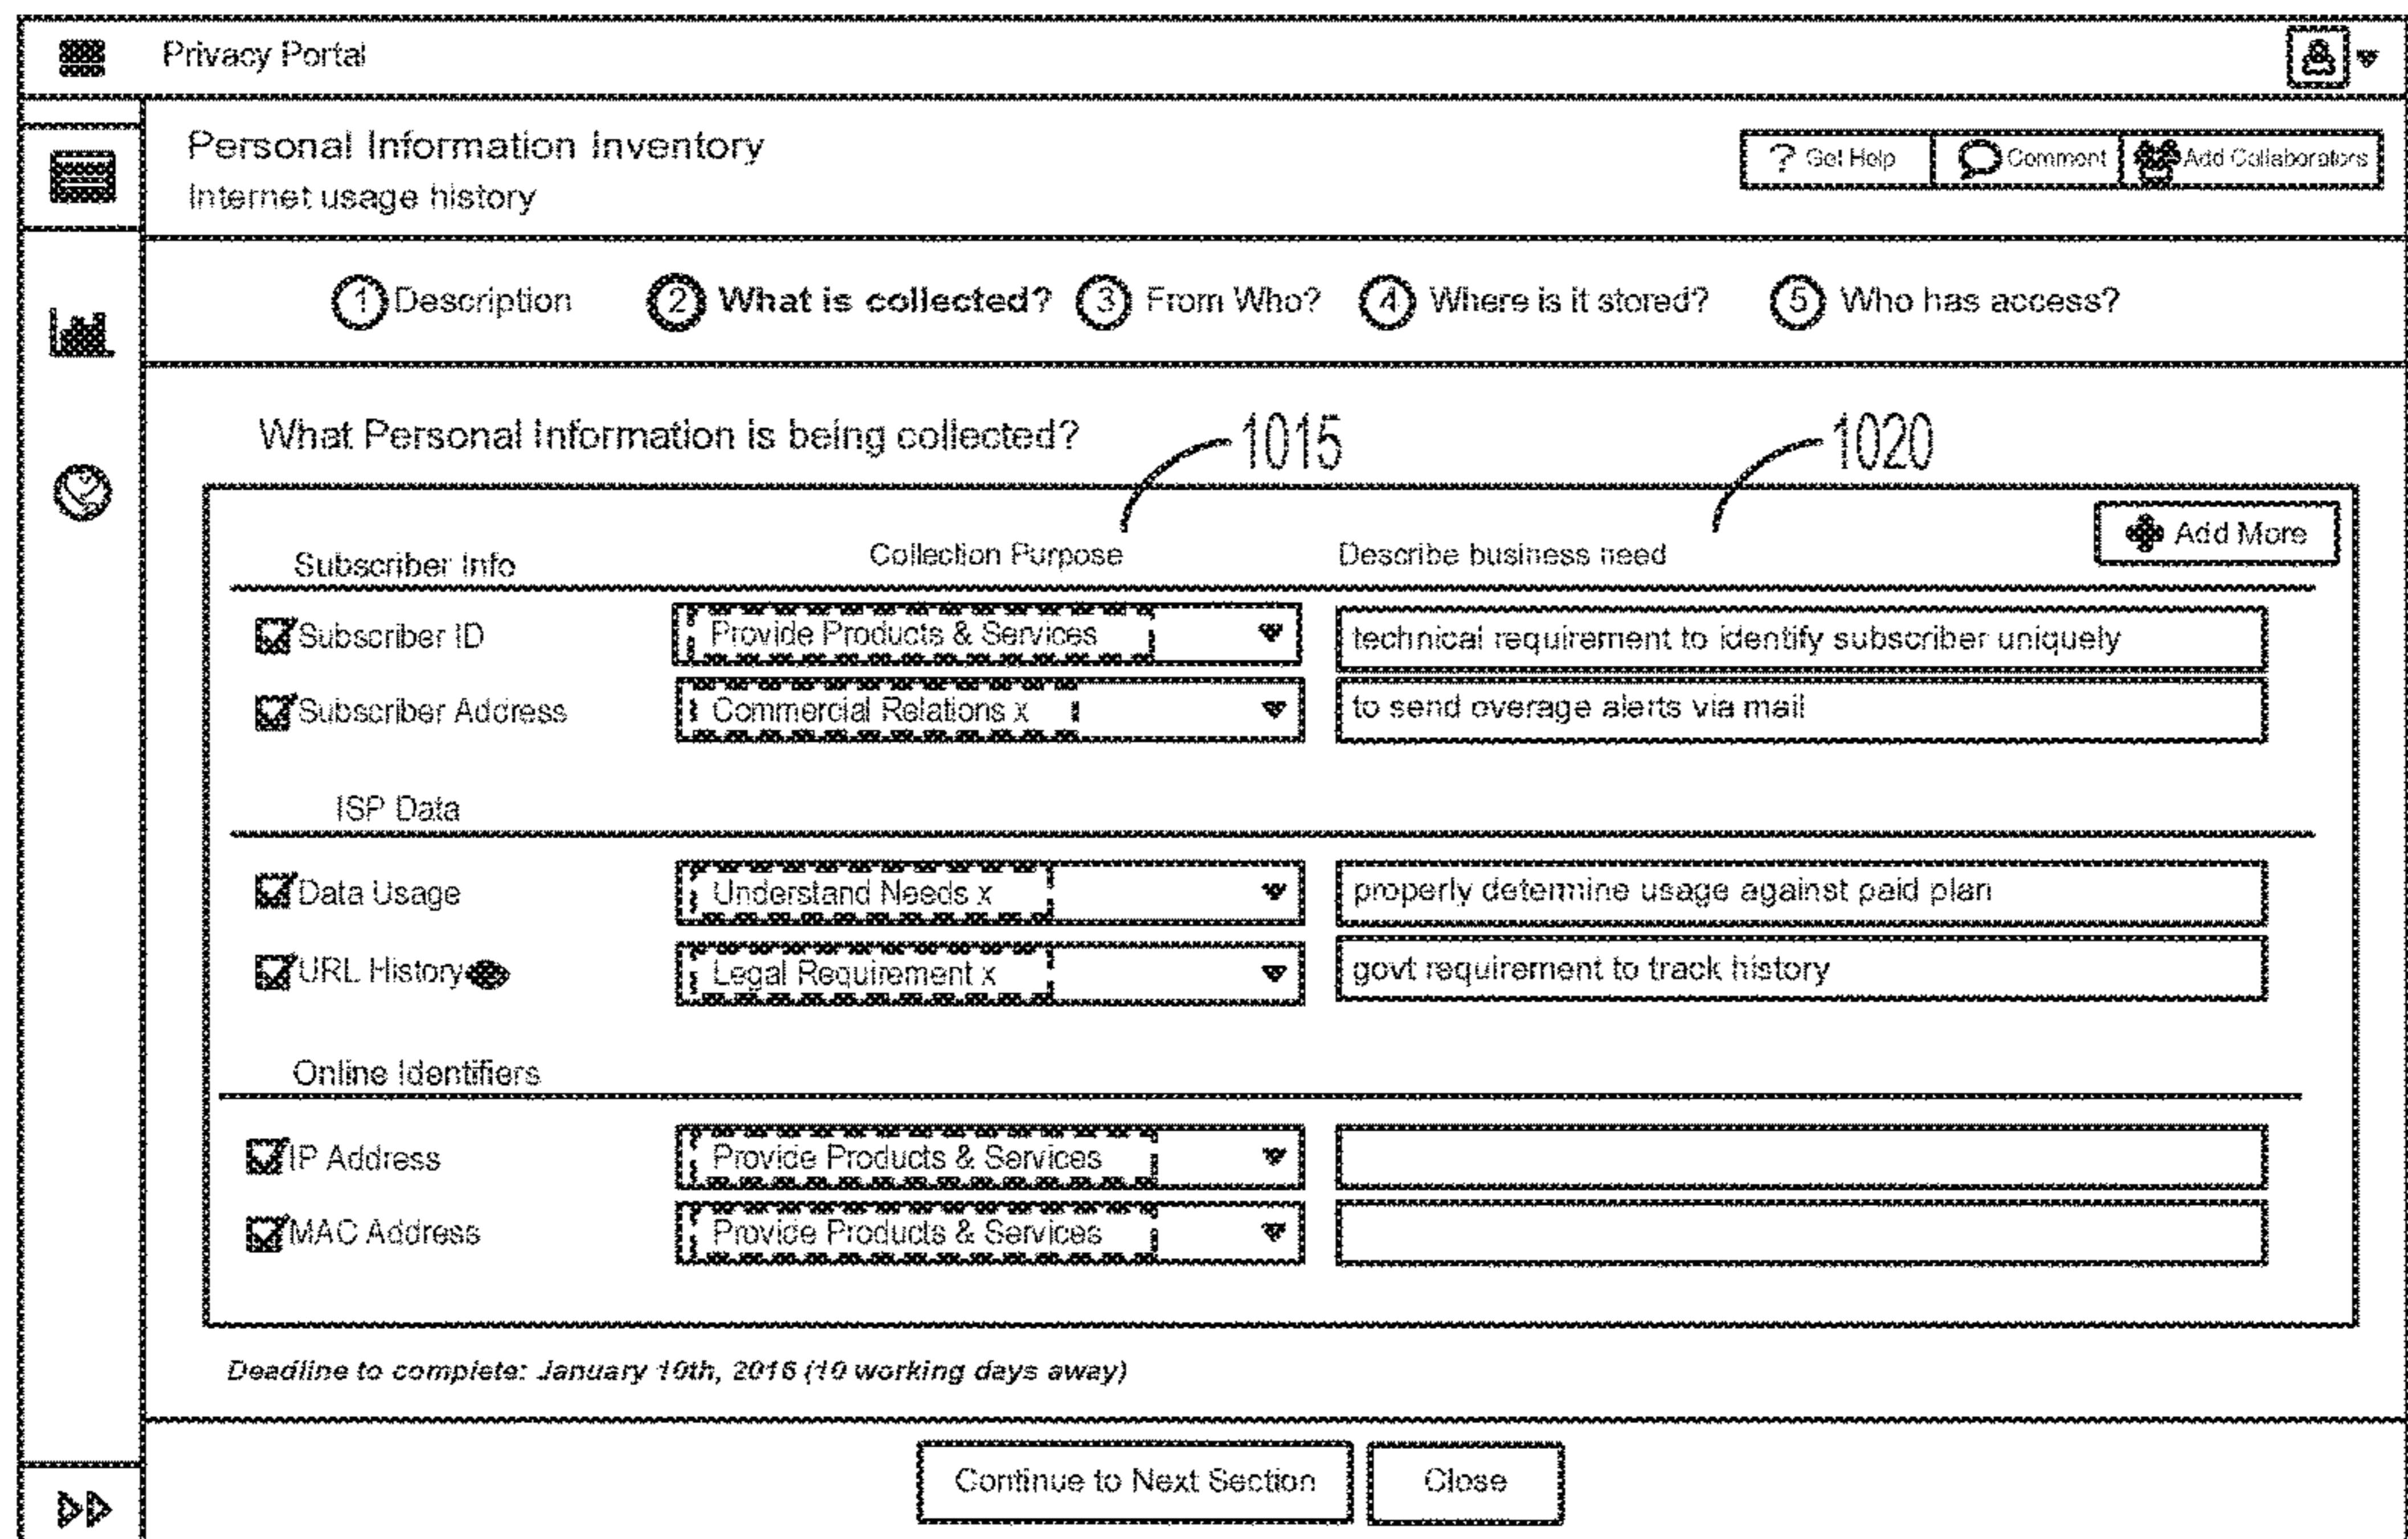 Privacy Portal
Personal Information Inventory
Internet usage history
? Get Help
Comment
Add Collaborators
1 Description
2 What is collected?
3 From Who?
4 Where is it stored?
5 Who has access?
What Personal Information is being collected?
1015
1020
Subscriber Info
Collection Purpose
Describe business need
Add More
Subscriber ID
Provide Products & Services
technical requirement to identify subscriber uniquely
Subscriber Address
Commercial Relations x
to send overage alerts via mail
ISP Data
Data Usage
Understand Needs x
properly determine usage against paid plan
URL History
Legal Requirement x
govt requirement to track history
Online Identifiers
IP Address
Provide Products & Services
MAC Address
Provide Products & Services
Deadline to complete: January 10th, 2016 (10 working days away)
Continue to Next Section
Close